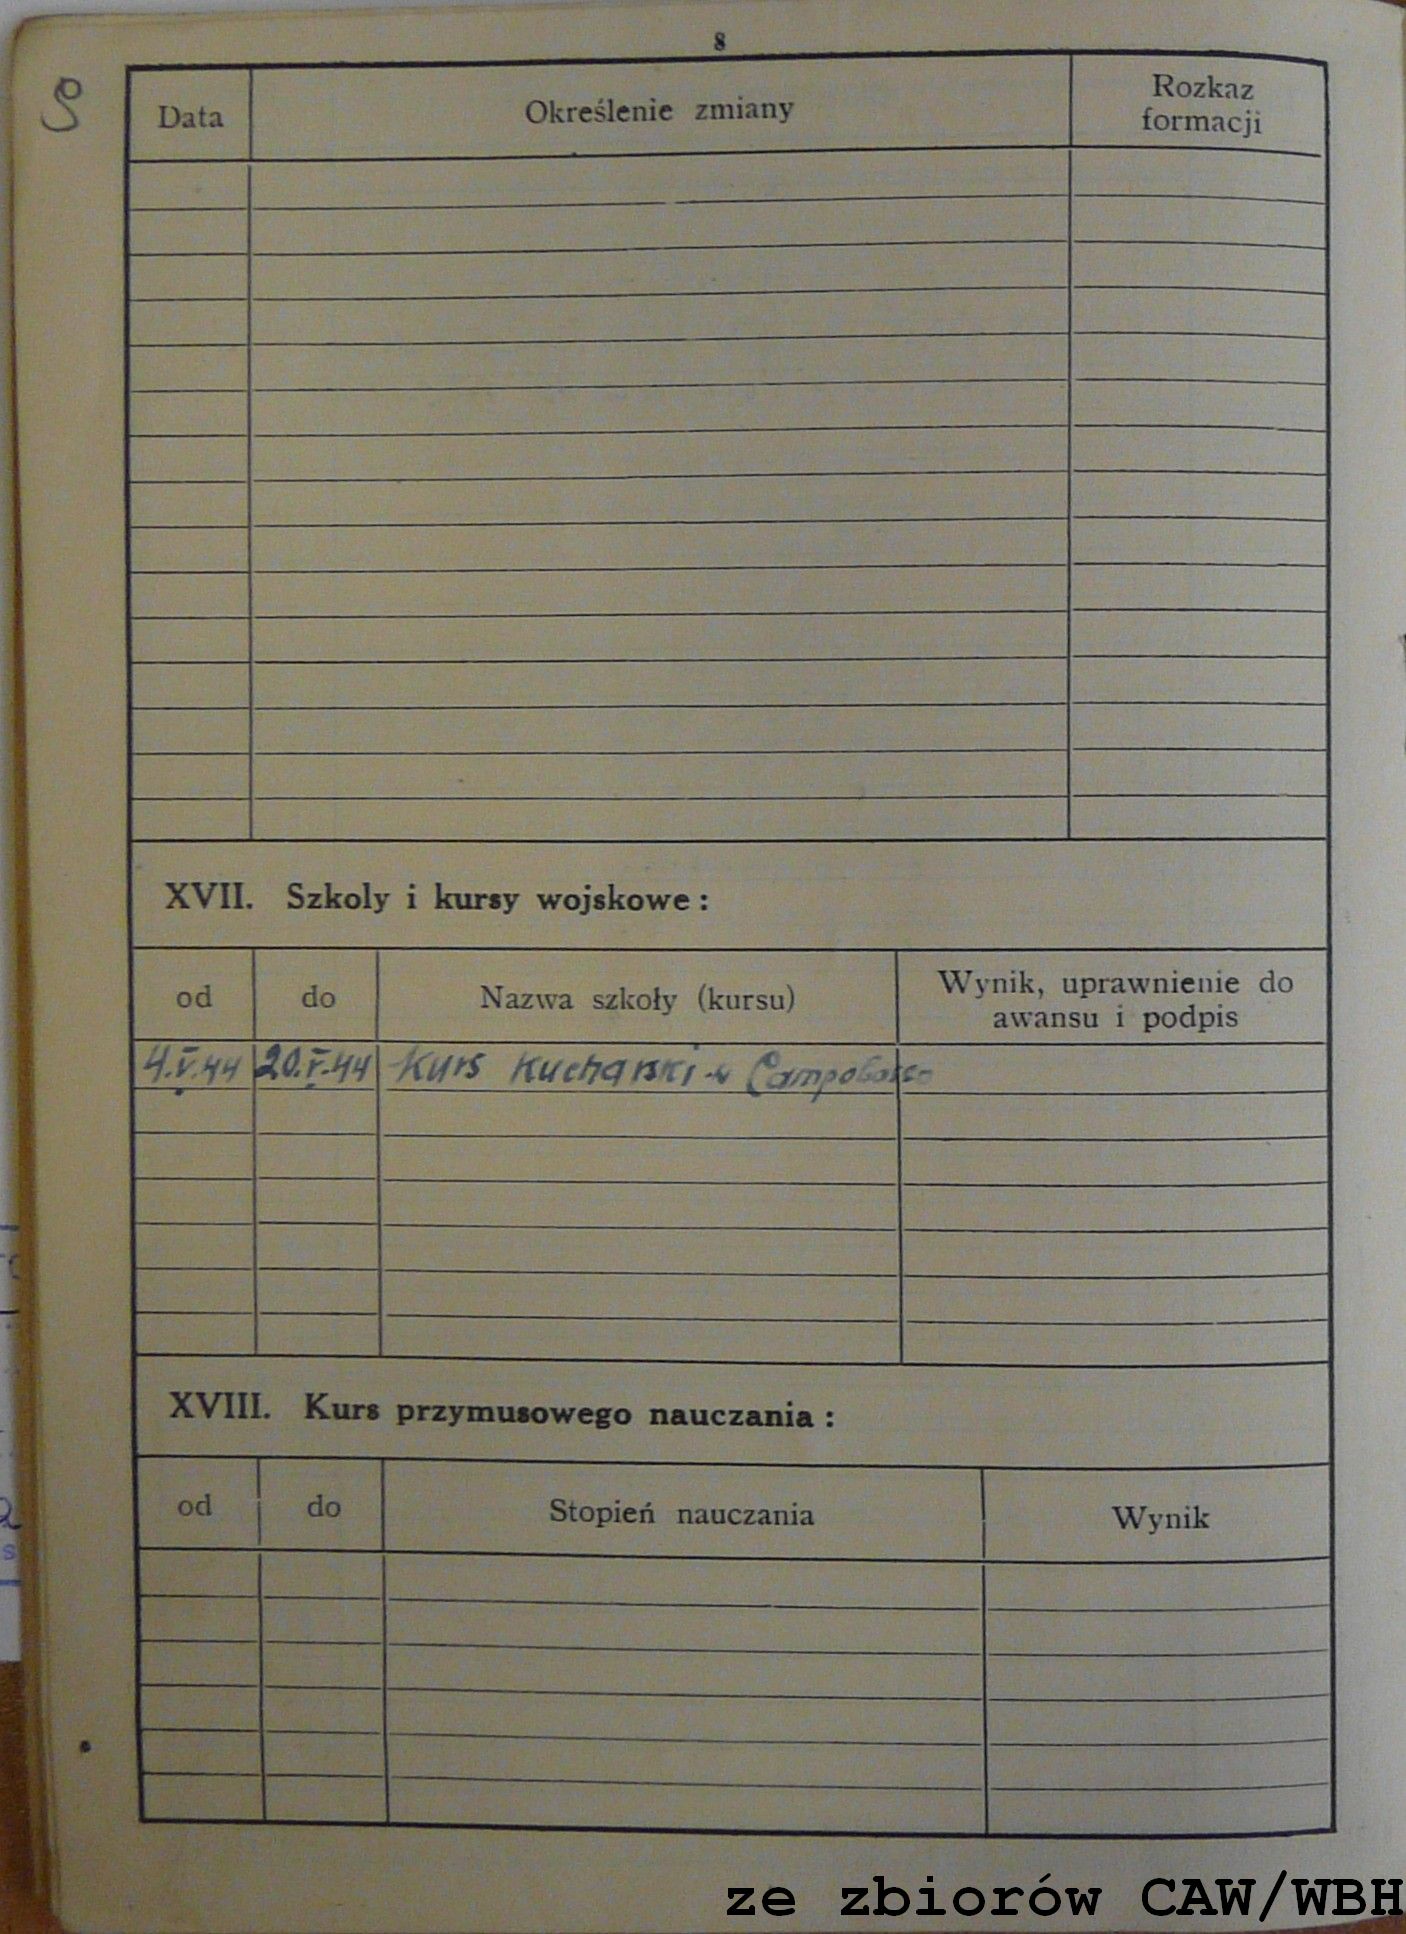 8
8
Data Określenie zmiany Rozkaz formacji
XVII. Szkoly i kursy wojskowe :
od do Nazwa szkoły (kursu) Wynik, uprawnienie do awansu i podpis
4.V.44 20.V.44 Kurs Kucharski w Campobasso
XVIII. Kurs przymusowego nauczania :
od do Stopień nauczania Wynik
ze zbiorów CAW/WBH